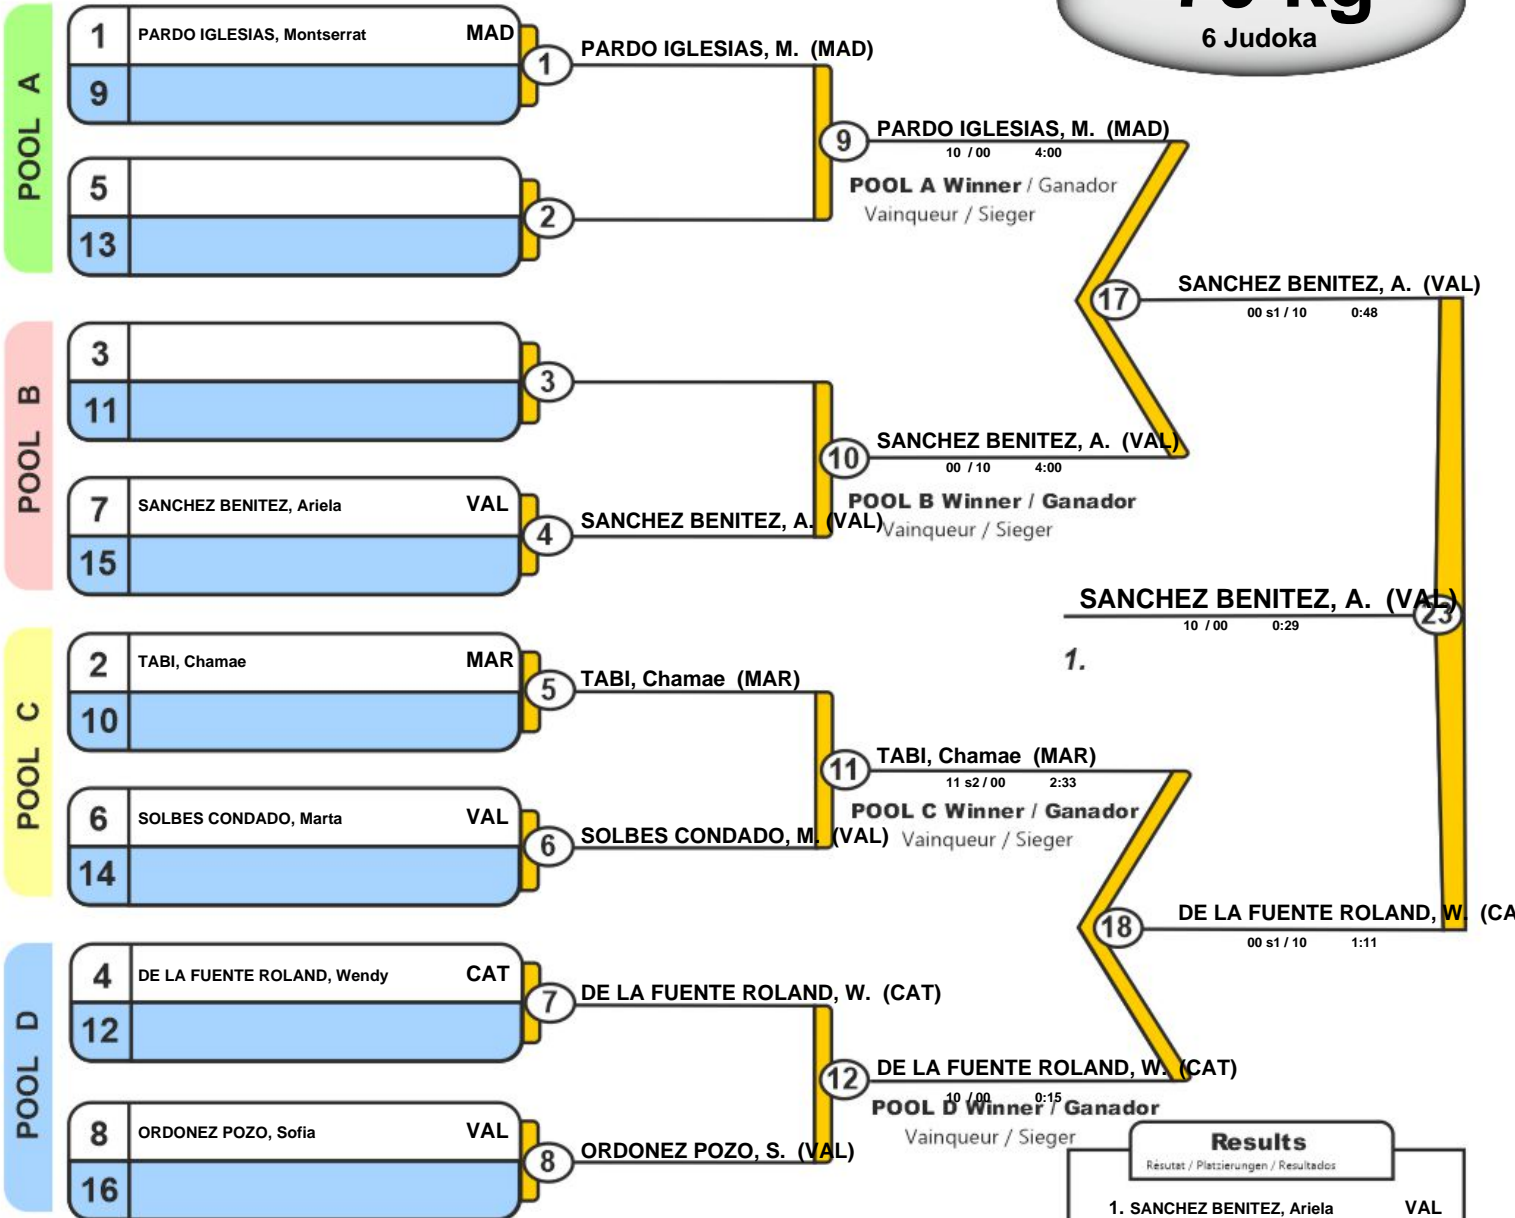 70 kg
6 Judoka
POOL A
1 PARDO IGLESIAS, Montserrat MAD
9
1
PARDO IGLESIAS, M. (MAD)
5
13
2
9
PARDO IGLESIAS, M. (MAD)
10 / 00 4:00
POOL A Winner / Ganador
Vainqueur / Sieger
POOL B
3
11
3
7 SANCHEZ BENITEZ, Ariela VAL
15
4
SANCHEZ BENITEZ, A. (VAL)
10
SANCHEZ BENITEZ, A. (VAL)
00 / 10 4:00
POOL B Winner / Ganador
Vainqueur / Sieger
17
SANCHEZ BENITEZ, A. (VAL)
00 s1 / 10 0:48
SANCHEZ BENITEZ, A. (VAL)
23
10 / 00 0:29
1.
POOL C
2 TABI, Chamae MAR
10
5
TABI, Chamae (MAR)
6 SOLBES CONDADO, Marta VAL
14
6
SOLBES CONDADO, M. (VAL)
11
TABI, Chamae (MAR)
11 s2 / 00 2:33
POOL C Winner / Ganador
Vainqueur / Sieger
18
DE LA FUENTE ROLAND, W. (CA
00 s1 / 10 1:11
POOL D
4 DE LA FUENTE ROLAND, Wendy CAT
12
7
DE LA FUENTE ROLAND, W. (CAT)
8 ORDONEZ POZO, Sofia VAL
16
8
ORDONEZ POZO, S. (VAL)
12
DE LA FUENTE ROLAND, W. (CAT)
10 / 00 0:15
POOL D Winner / Ganador
Vainqueur / Sieger
Results
Résutat / Platzierungen / Resultados
1. SANCHEZ BENITEZ, Ariela VAL